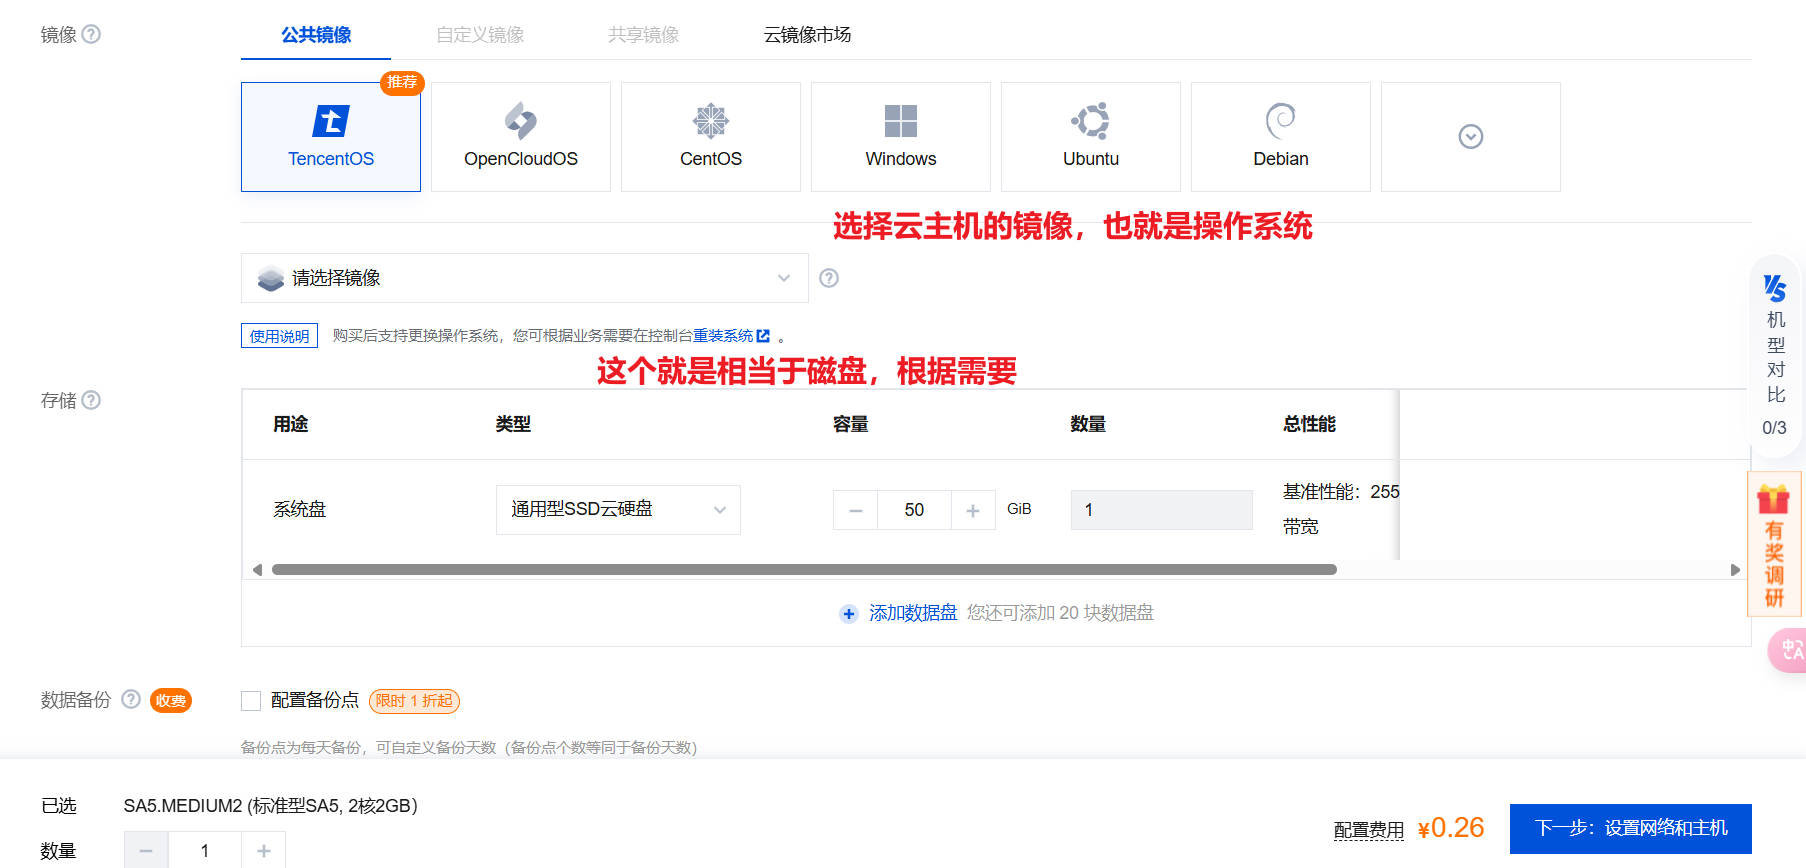 镜像
公共镜像 自定义镜像 共享镜像 云镜像市场
推荐
TencentOS OpenCloudOS CentOS Windows Ubuntu Debian
选择云主机的镜像，也就是操作系统
请选择镜像
使用说明 购买后支持更换操作系统，您可根据业务需要在控制台重装系统 。
这个就是相当于磁盘，根据需要
存储
用途 类型 容量 数量 总性能
系统盘 通用型SSD云硬盘 50 GiB 1 基准性能：255
带宽
添加数据盘 您还可添加 20 块数据盘
数据备份 收费 配置备份点 限时 1 折起
备份点为每天备份，可自定义备份天数（备份点个数等同于备份天数）
已选 SA5.MEDIUM2 (标准型SA5, 2核2GB)
数量 1
配置费用 ¥0.26 下一步：设置网络和主机
VS
机
型
对
比
0/3
有
奖
调
研
中
A